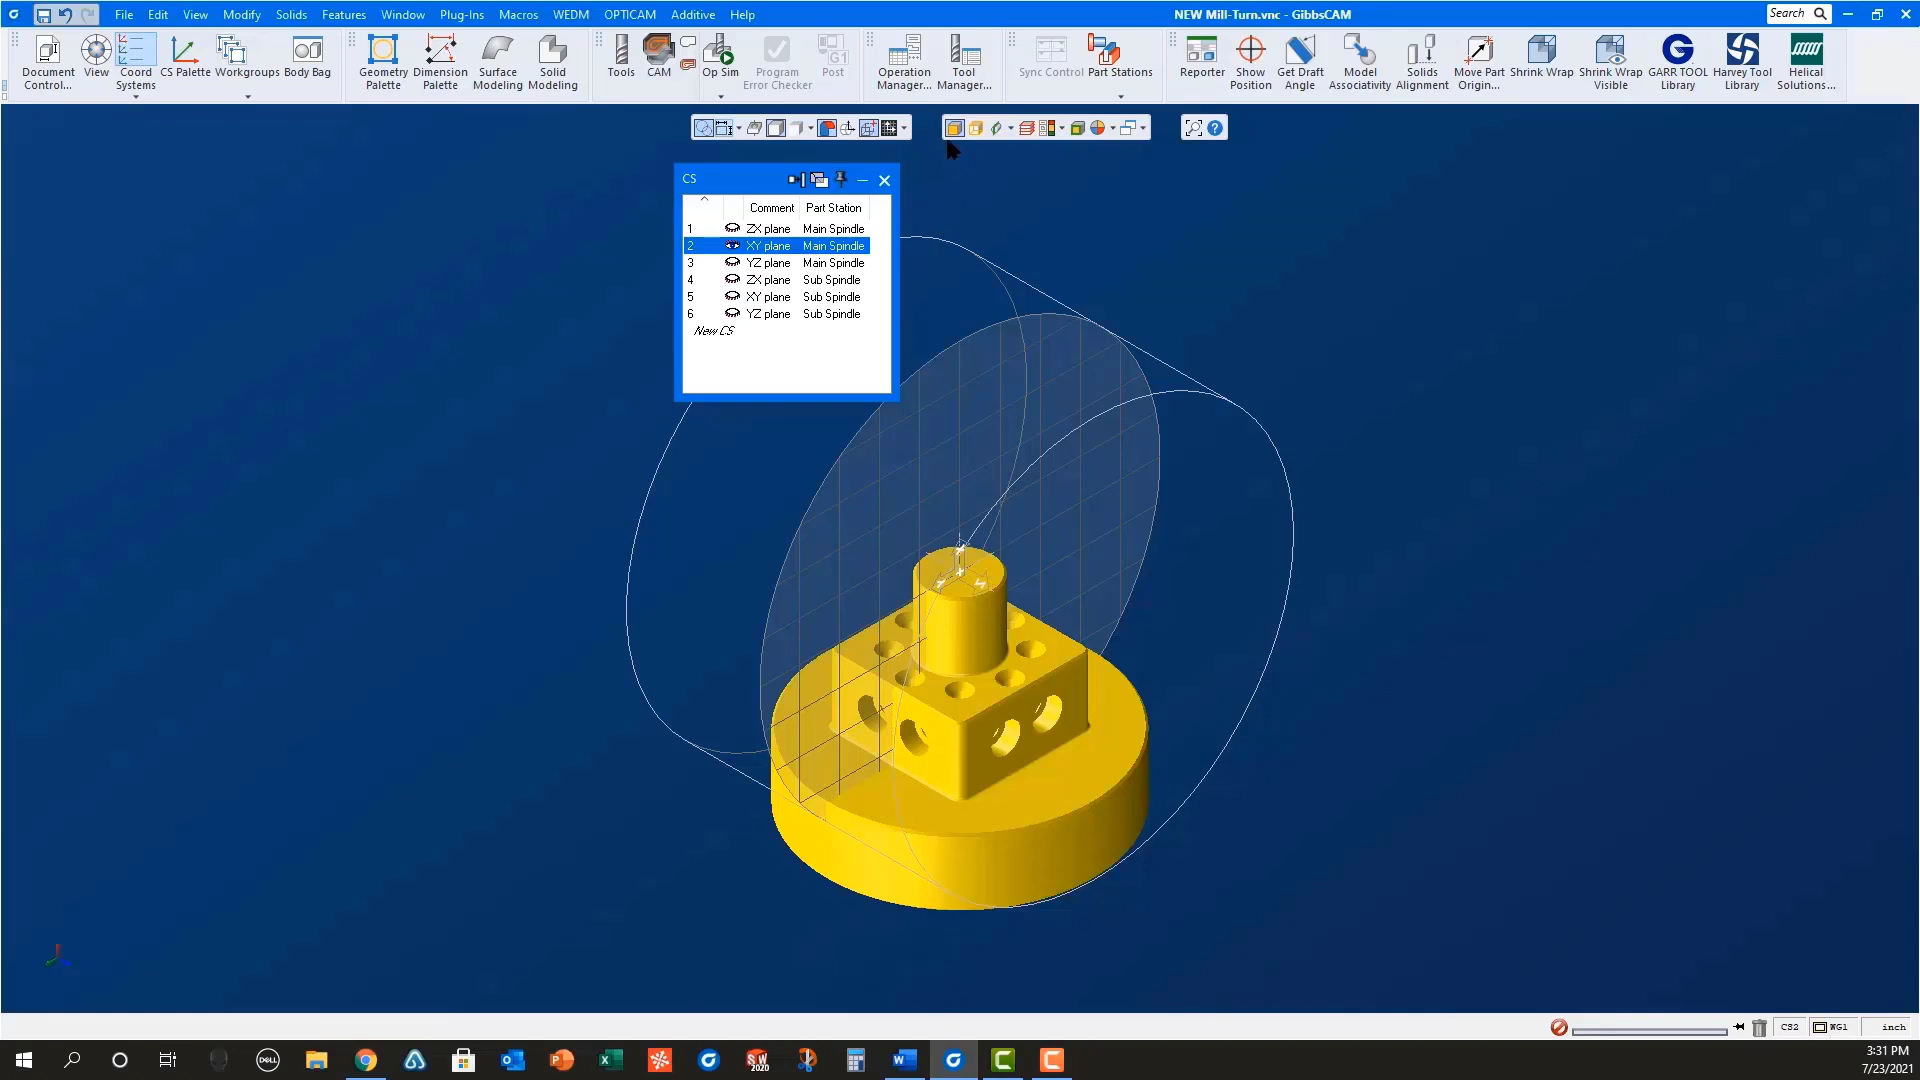 NEW Mill-Turn.vnc - GibbsCAM
File Edit View Modify Solids Features Window Plug-Ins Macros WEDM OPTICAM Additive Help
Search
Document Control...
View
Coord Systems
CS Palette
Workgroups
Body Bag
Geometry Palette
Dimension Palette
Surface Modeling
Solid Modeling
Tools
CAM
Op Sim
Program Error Checker
G1
Post
Operation Manager...
Tool Manager...
Sync Control
Part Stations
Reporter
Show Position
Get Draft Angle
Model Associativity
Solids Alignment
Move Part Origin...
Shrink Wrap
Shrink Wrap Visible
GARR TOOL Library
Harvey Tool Library
Helical Solutions...
CS
Comment Part Station
1 ZX plane Main Spindle
2 XY plane Main Spindle
3 YZ plane Main Spindle
4 ZX plane Sub Spindle
5 XY plane Sub Spindle
6 YZ plane Sub Spindle
New CS
CS2 WG1 inch
DELL
SW 2020
3:31 PM
7/23/2021